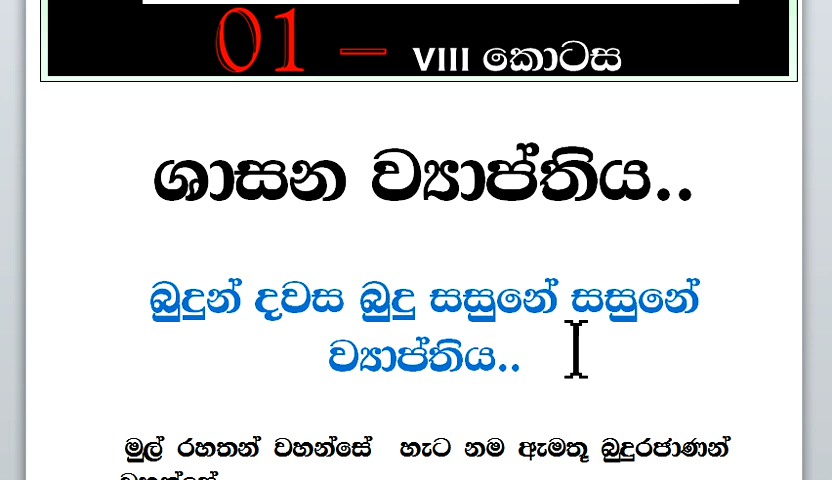 01 – VIII කොටස
ශාසන ව්‍යාප්තිය..
බුදුන් දවස බුදු සසුනේ සසුනේ
ව්‍යාප්තිය..
මුල් රහතන් වහන්සේ හැට නම ඇමතූ බුදුරජාණන්